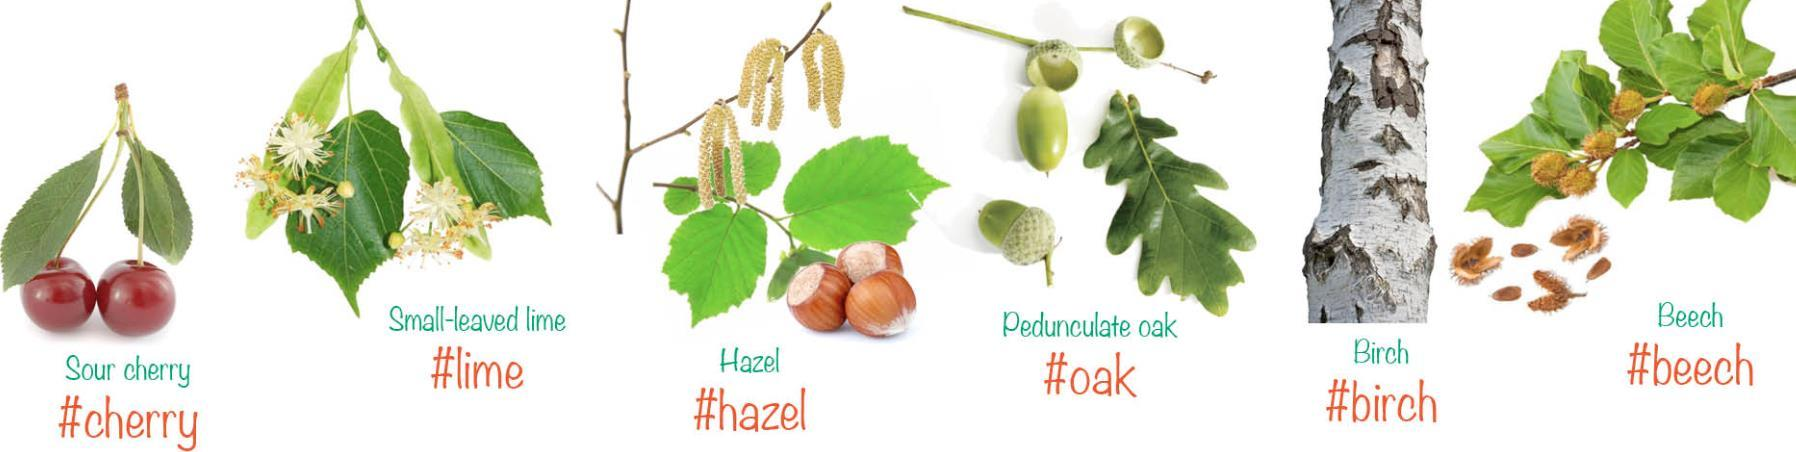 Sour cherry
#cherry
Small-leaved lime
#lime
Hazel
#hazel
Pedunculate oak
#oak
Birch
#birch
Beech
#beech